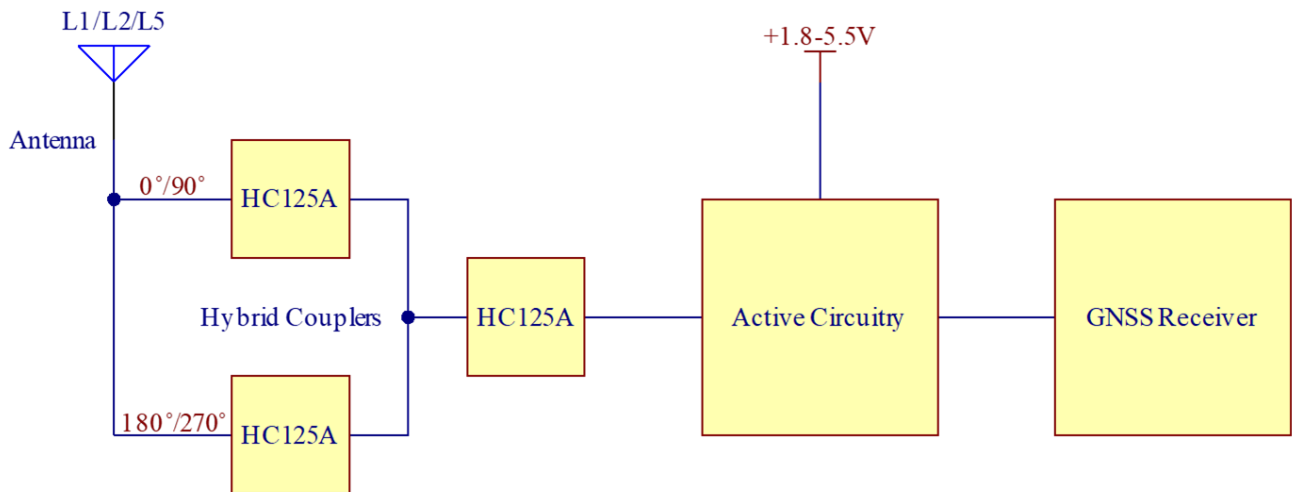 L1/L2/L5
+1.8-5.5V
Antenna
0°/90°
HC125A
Hybrid Couplers
HC125A
Active Circuitry
GNSS Receiver
180°/270°
HC125A